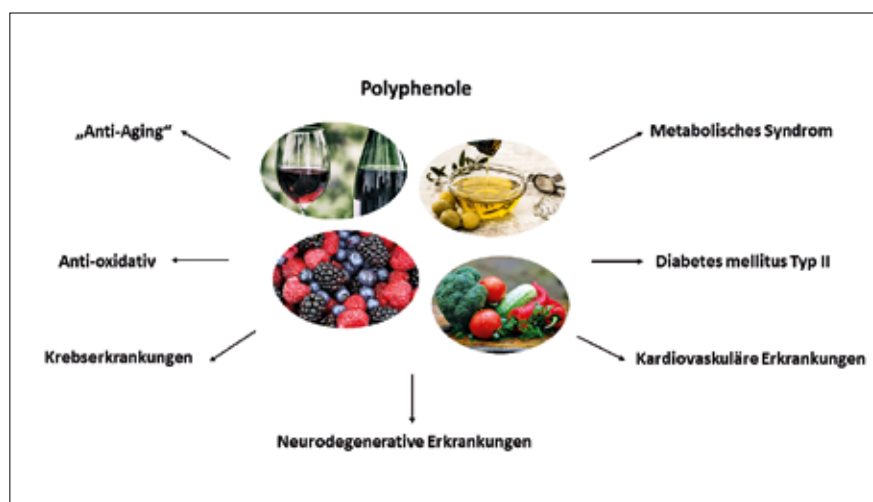 Polyphenole
„Anti-Aging“
Metabolisches Syndrom
Anti-oxidativ
Diabetes mellitus Typ II
Krebserkrankungen
Kardiovaskuläre Erkrankungen
Neurodegenerative Erkrankungen